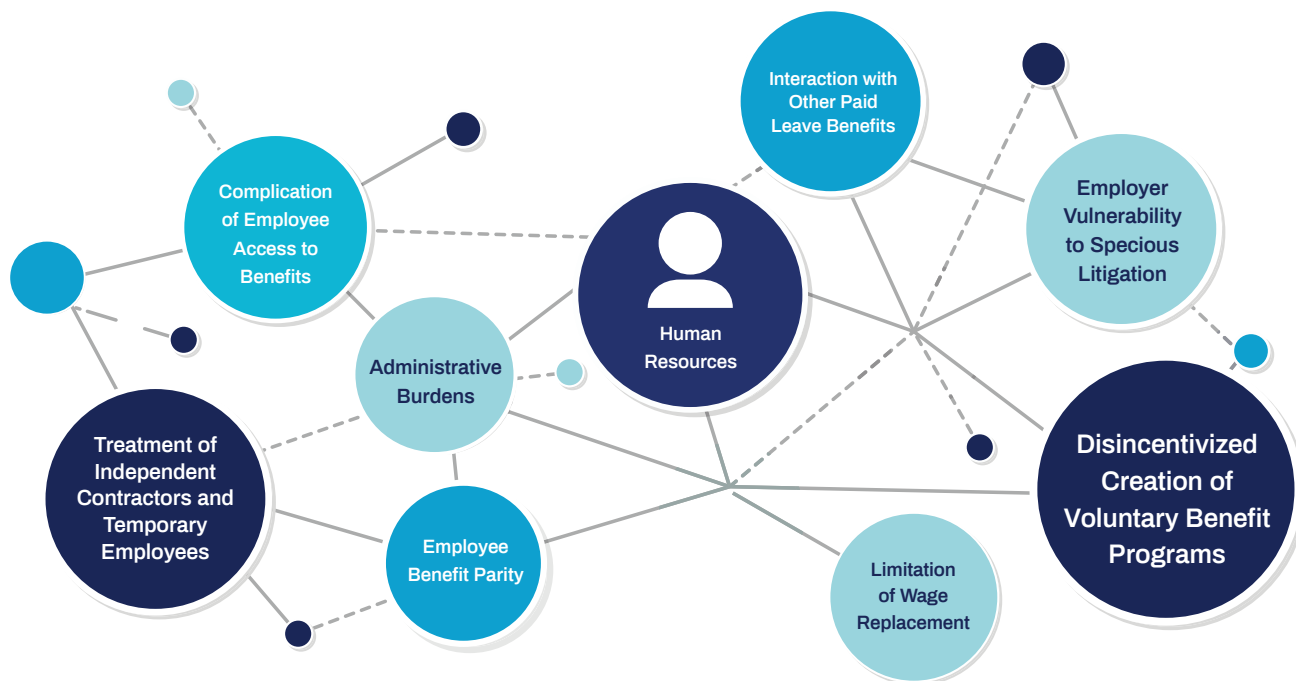 Interaction with
Other Paid
Leave Benefits
Complication
of Employee
Access to
Benefits
Employer
Vulnerability
to Specious
Litigation
Human
Resources
Administrative
Burdens
Treatment of
Independent
Contractors and
Temporary
Employees
Disincentivized
Creation of
Voluntary Benefit
Programs
Employee
Benefit Parity
Limitation
of Wage
Replacement